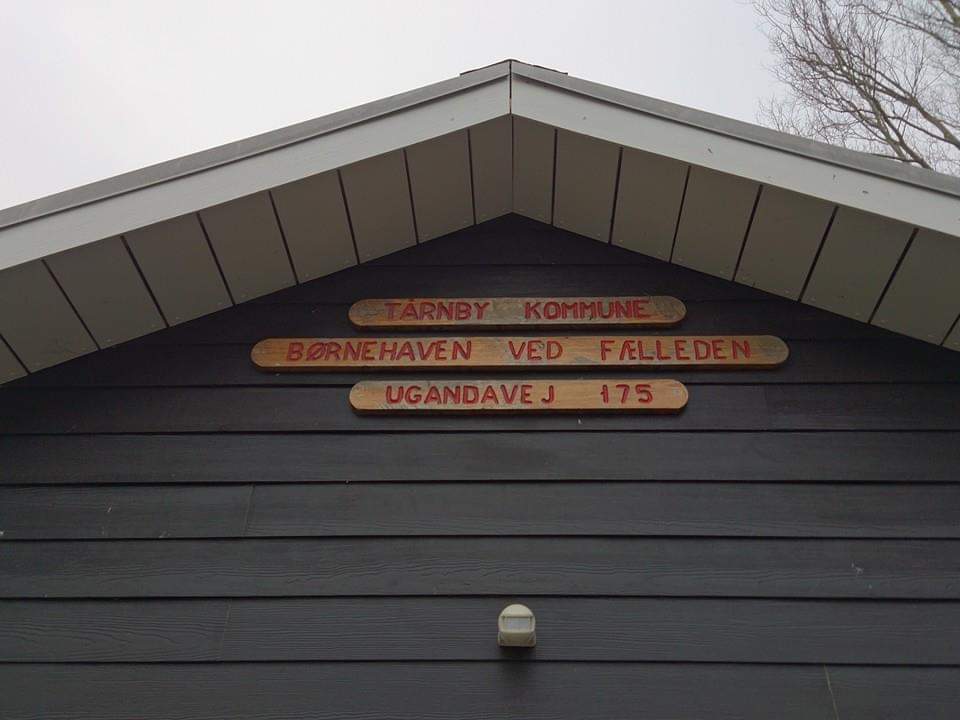 TÅRNBY KOMMUNE
BØRNEHAVEN VED FÆLLEDEN
UGANDAVEJ 175